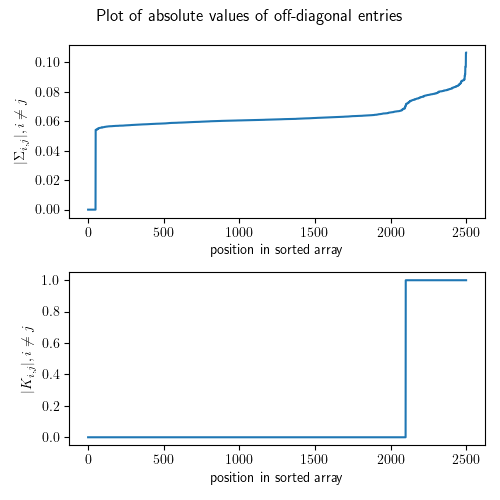 Plot of absolute values of off-diagonal entries
0.10
0.08
0.06
0.04
0.02
0.00
|Σ_{i,j}|, i ≠ j
0 500 1000 1500 2000 2500
position in sorted array
1.0
0.8
0.6
0.4
0.2
0.0
|K_{i,j}|, i ≠ j
0 500 1000 1500 2000 2500
position in sorted array